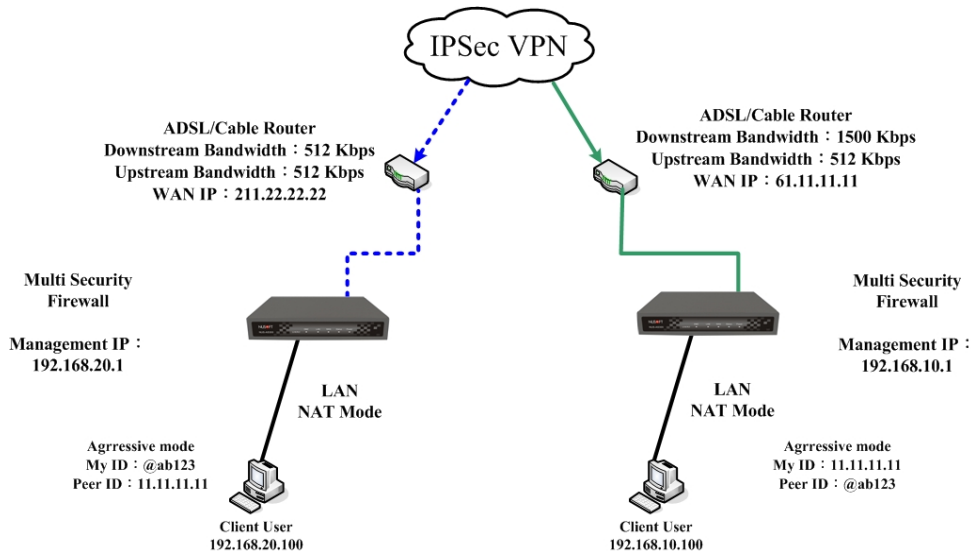 IPSec VPN
ADSL/Cable Router
Downstream Bandwidth：512 Kbps
Upstream Bandwidth：512 Kbps
WAN IP：211.22.22.22
ADSL/Cable Router
Downstream Bandwidth：1500 Kbps
Upstream Bandwidth：512 Kbps
WAN IP：61.11.11.11
Multi Security
Firewall
Management IP：
192.168.20.1
Multi Security
Firewall
Management IP：
192.168.10.1
LAN
NAT Mode
LAN
NAT Mode
Agrressive mode
My ID：@ab123
Peer ID：11.11.11.11
Agrressive mode
My ID：11.11.11.11
Peer ID：@ab123
Client User
192.168.20.100
Client User
192.168.10.100